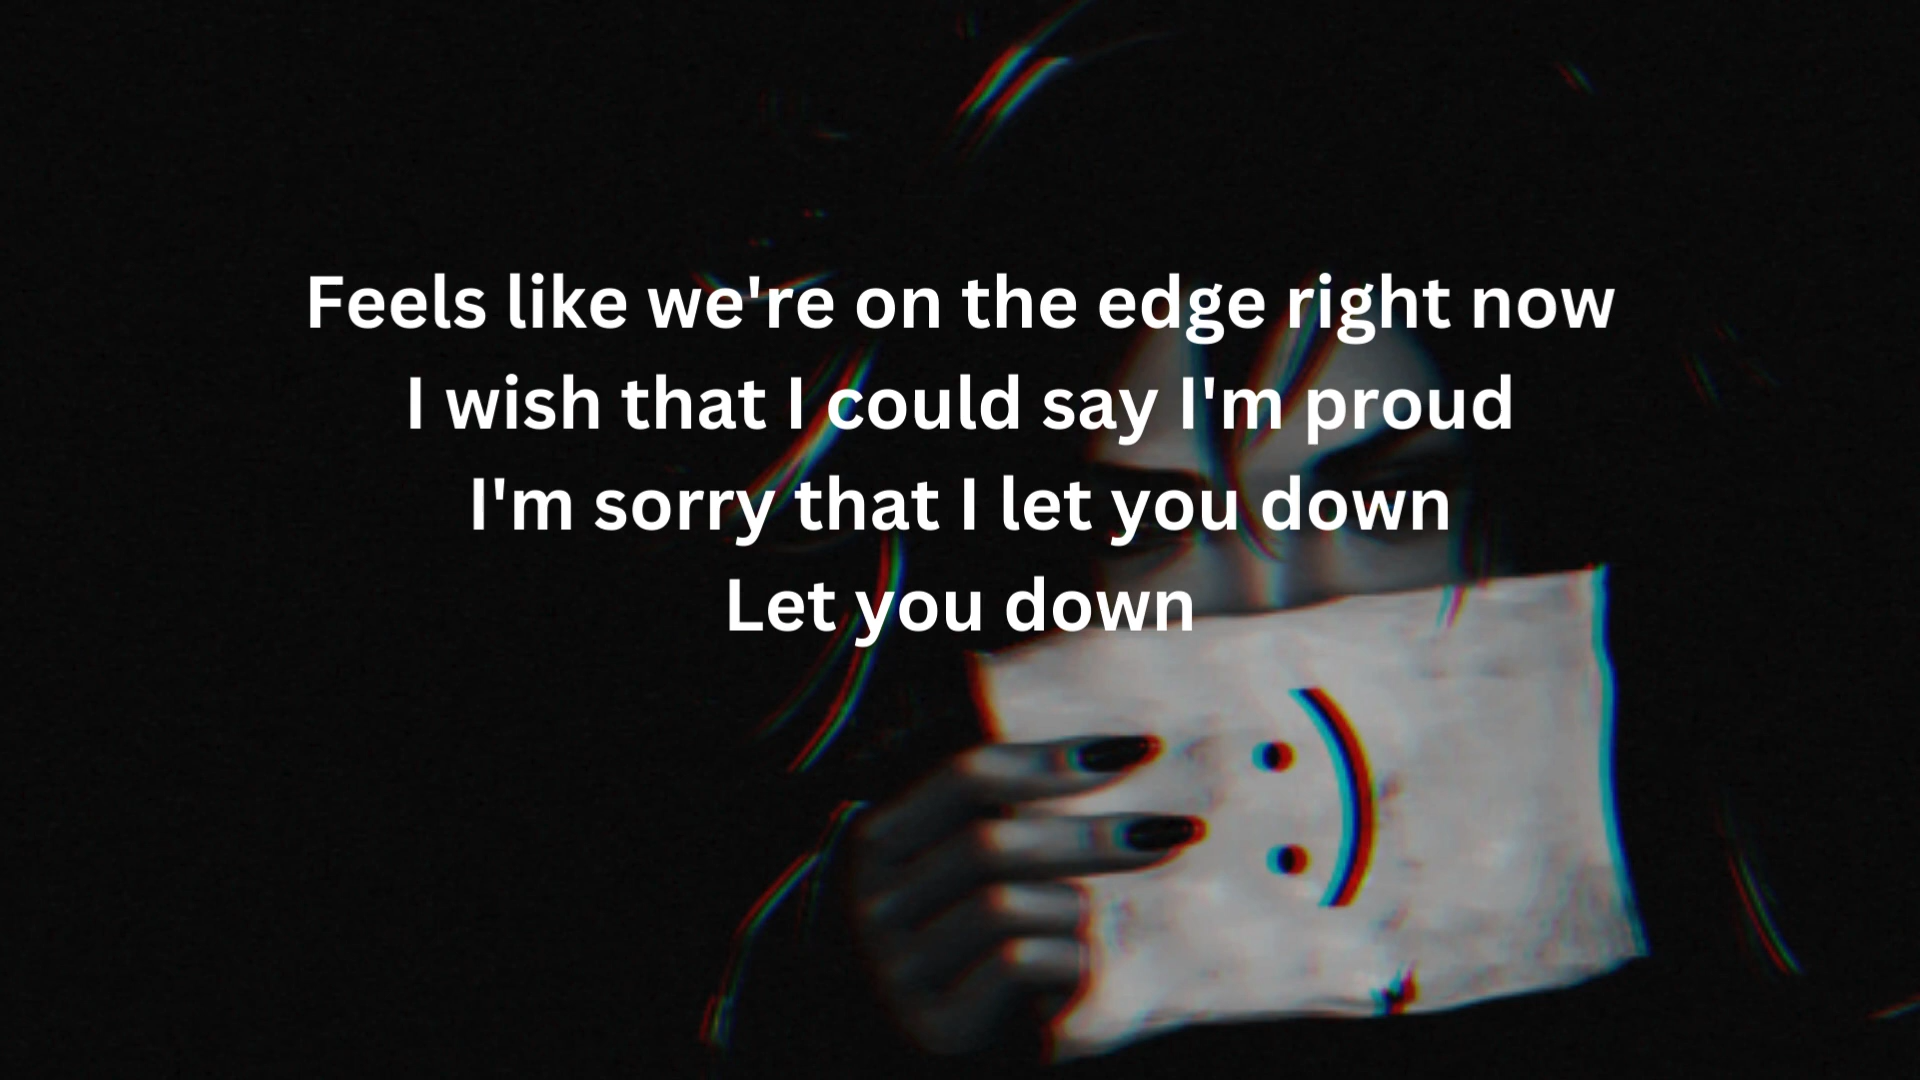 Feels like we're on the edge right now
I wish that I could say I'm proud
I'm sorry that I let you down
Let you down